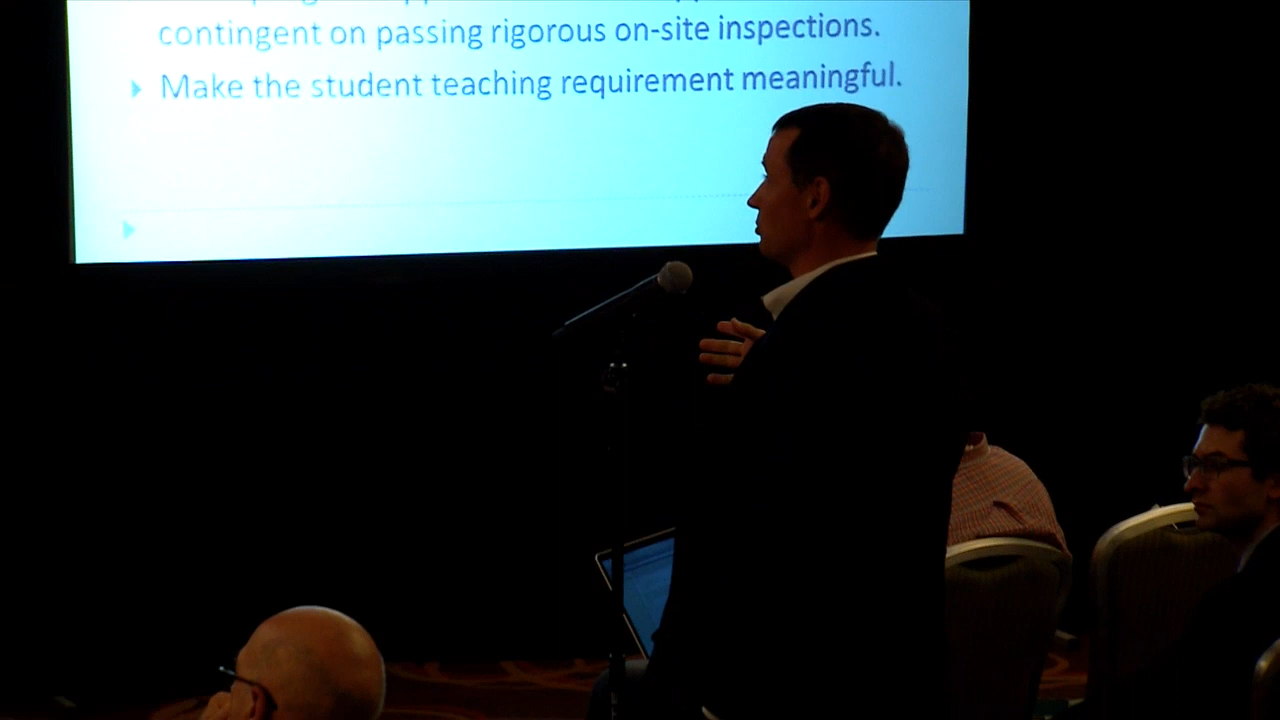 contingent on passing rigorous on-site inspections.
Make the student teaching requirement meaningful.